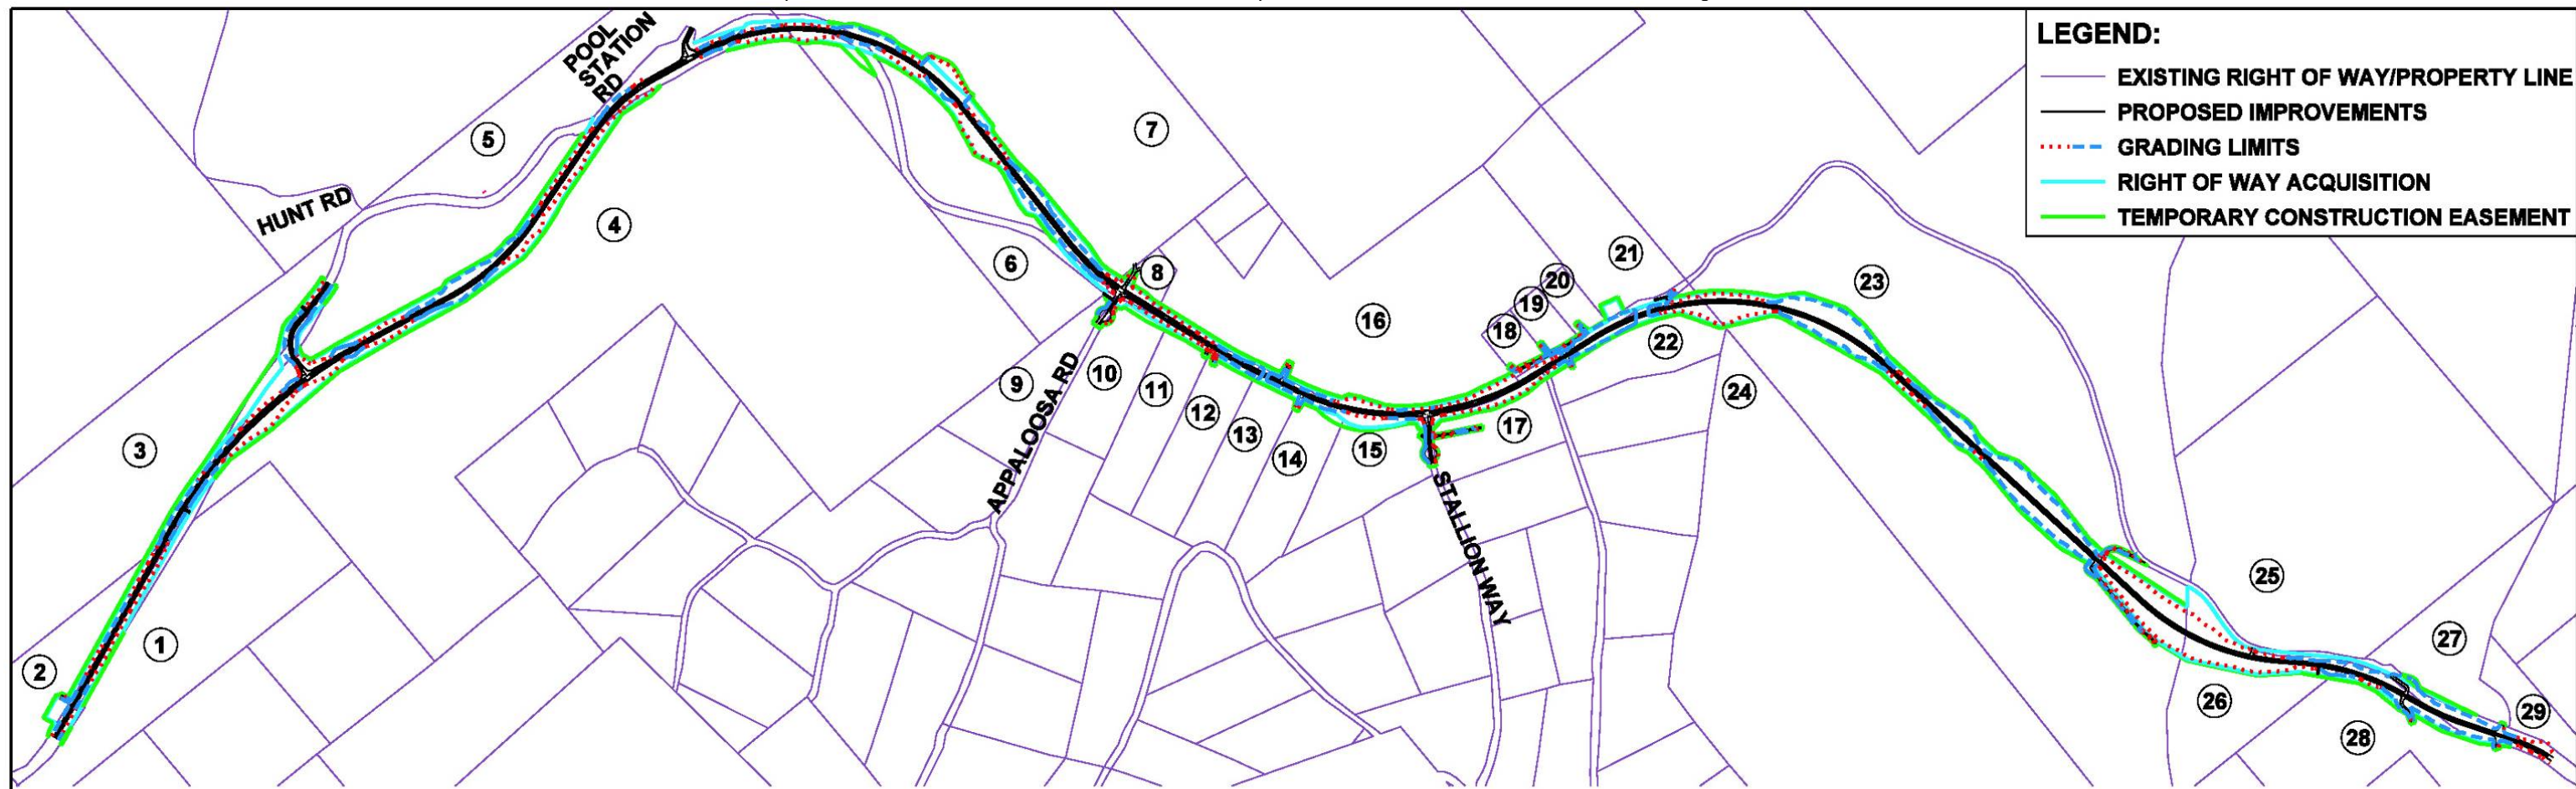 LEGEND:
EXISTING RIGHT OF WAY/PROPERTY LINE
PROPOSED IMPROVEMENTS
GRADING LIMITS
RIGHT OF WAY ACQUISITION
TEMPORARY CONSTRUCTION EASEMENT
POOL
STATION
RD
HUNT RD
APPALOOSA RD
STALLION WAY
1
2
3
4
5
6
7
8
9
10
11
12
13
14
15
16
17
18
19
20
21
22
23
24
25
26
27
28
29